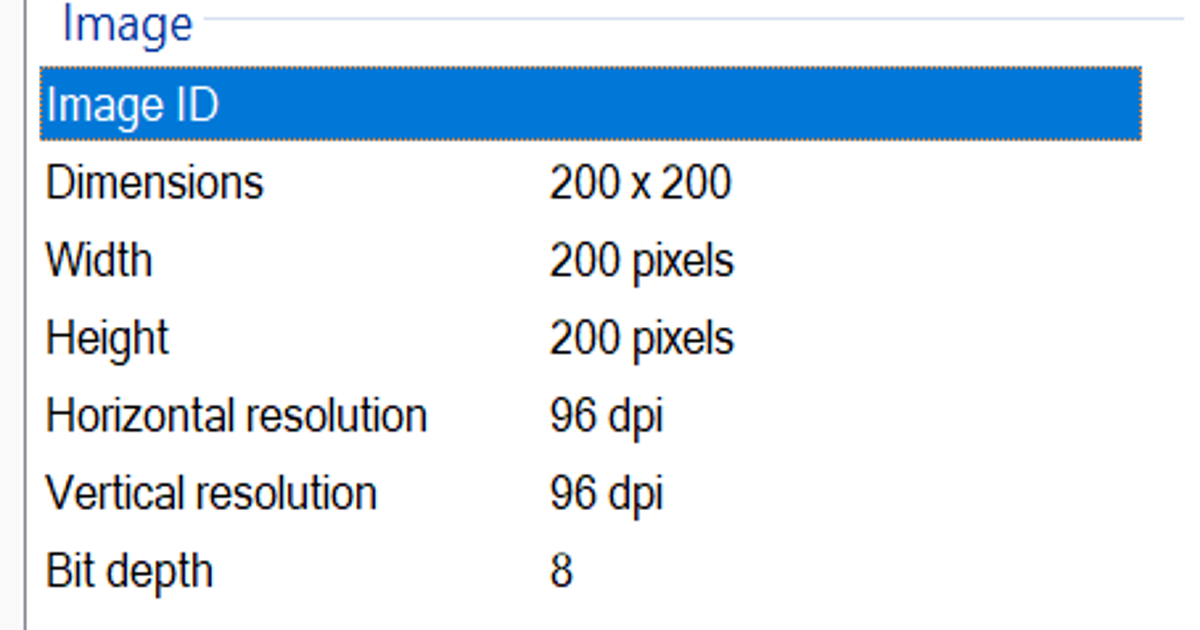 Image
Image ID
Dimensions 200 x 200
Width 200 pixels
Height 200 pixels
Horizontal resolution 96 dpi
Vertical resolution 96 dpi
Bit depth 8